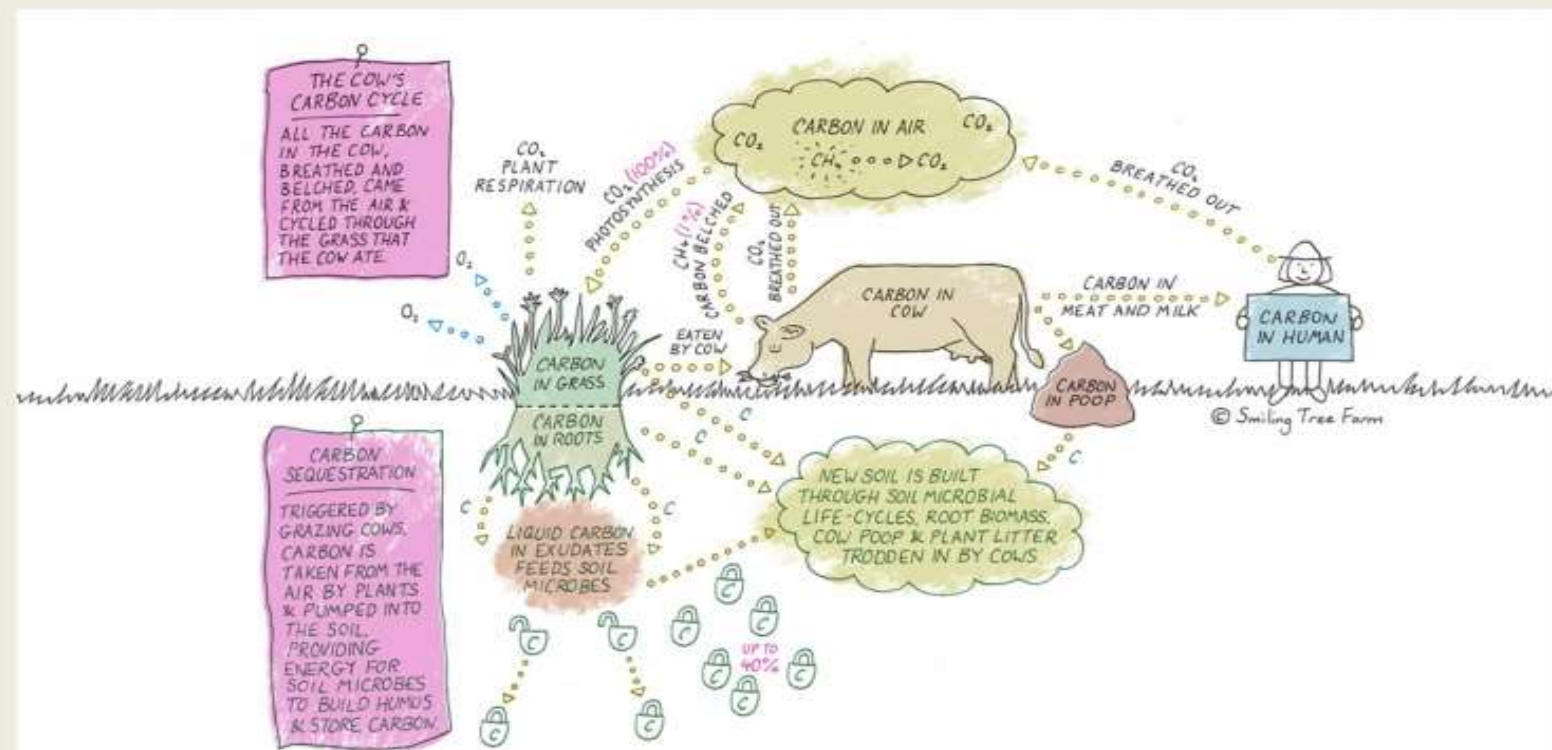 THE COW'S
CARBON CYCLE
ALL THE CARBON
IN THE COW,
BREATHED AND
BELCHED, CAME
FROM THE AIR &
CYCLED THROUGH
THE GRASS THAT
THE COW ATE
CO₂
PLANT
RESPIRATION
O₂
O₂
CO₂ (100%)
PHOTOSYNTHESIS
CARBON IN AIR
CO₂
CO₂
CH₄
CO₂
CH₄ (1%)
CARBON BELCHED
CO₂
BREATHED OUT
CO₂
BREATHED OUT
EATEN
BY COW
CARBON IN
COW
CARBON IN
MEAT AND MILK
CARBON
IN HUMAN
CARBON
IN GRASS
CARBON
IN ROOTS
CARBON
IN POOP
© Smiling Tree Farm
CARBON
SEQUESTRATION
TRIGGERED BY
GRAZING COWS,
CARBON IS
TAKEN FROM THE
AIR BY PLANTS
& PUMPED INTO
THE SOIL,
PROVIDING
ENERGY FOR
SOIL MICROBES
TO BUILD HUMUS
& STORE CARBON
C
C
C
C
C
LIQUID CARBON
IN EXUDATES
FEEDS SOIL
MICROBES
NEW SOIL IS BUILT
THROUGH SOIL MICROBIAL
LIFE-CYCLES, ROOT BIOMASS,
COW POOP & PLANT LITTER
TRODDEN IN BY COWS
C
C
C
C
C
C
C
UP TO
40%
C
C
C
C